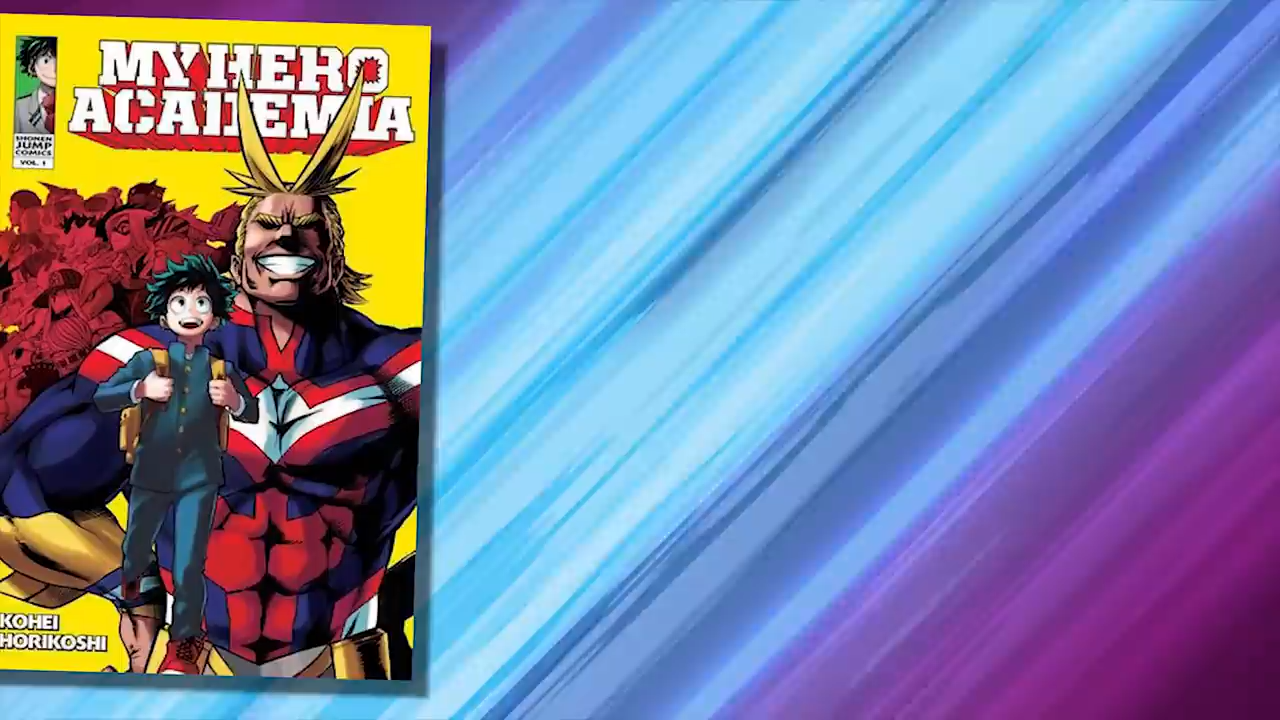 MY HERO
ACADEMIA
SHONEN
JUMP
COMICS
VOL. 1
KOHEI
HORIKOSHI